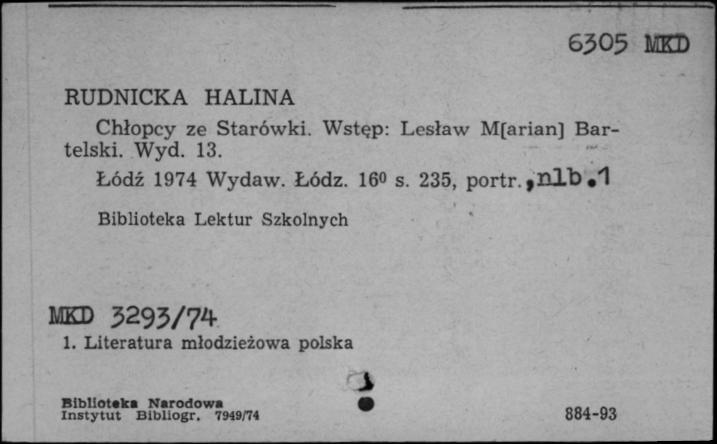 6305 MKD
RUDNICKA HALINA
Chłopcy ze Starówki. Wstęp: Lesław M[arian] Bar-
telski. Wyd. 13.
Łódź 1974 Wydaw. Łódz. 16⁰ s. 235, portr., nlb.1
Biblioteka Lektur Szkolnych
MKD 3293/74
1. Literatura młodzieżowa polska
Biblioteka Narodowa
Instytut Bibliogr. 7949/74
884-93